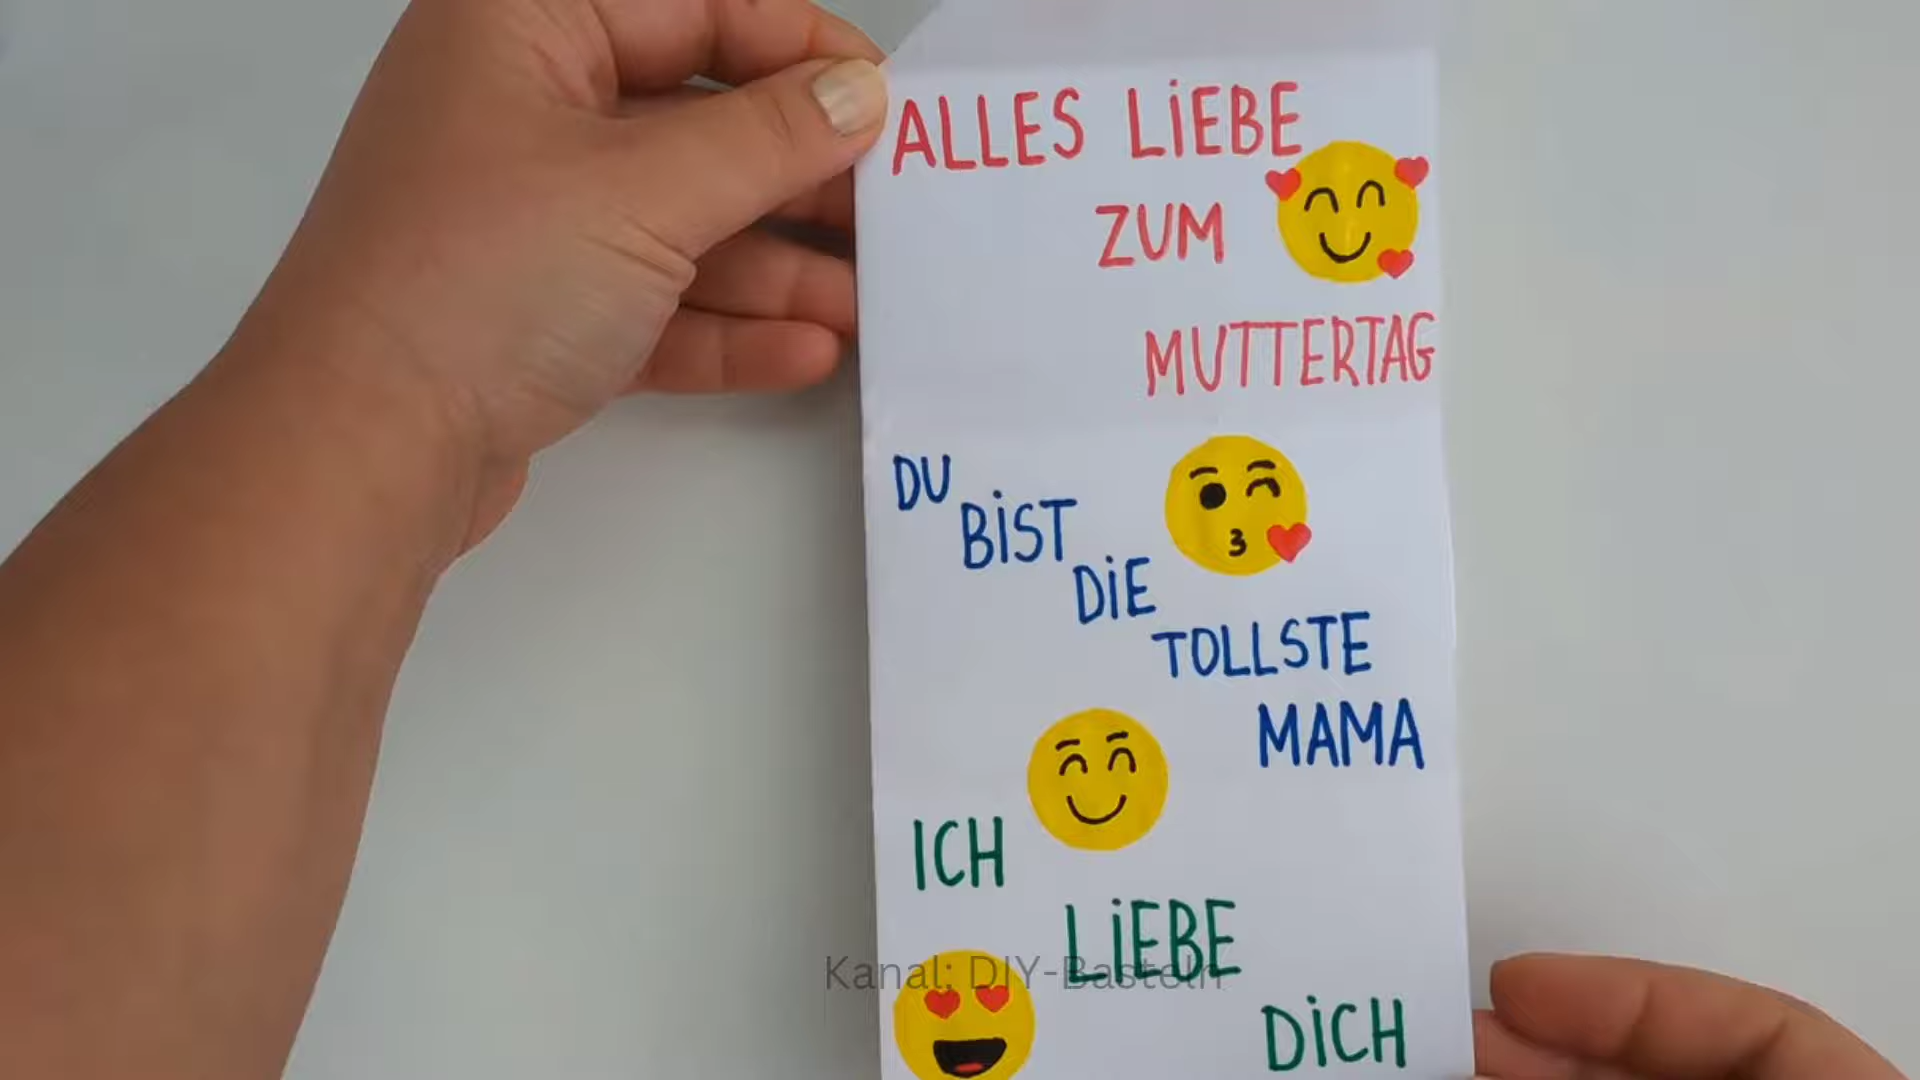 ALLES LiEBE
ZUM
MUTTERTAG
DU
BiST
DiE
TOLLSTE
MAMA
ICH
LiEBE
Kanal: DIY-Basteln
DiCH